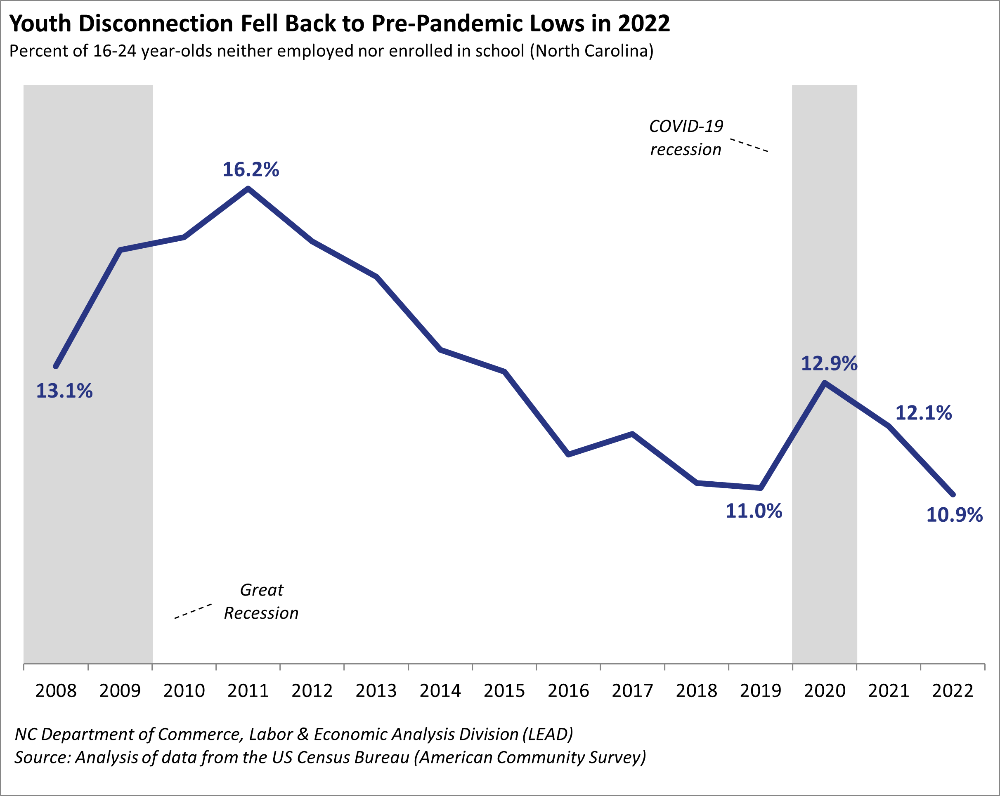 Youth Disconnection Fell Back to Pre-Pandemic Lows in 2022
Percent of 16-24 year-olds neither employed nor enrolled in school (North Carolina)
COVID-19
recession
16.2%
13.1%
12.9%
12.1%
11.0%
10.9%
Great
Recession
2008 2009 2010 2011 2012 2013 2014 2015 2016 2017 2018 2019 2020 2021 2022
NC Department of Commerce, Labor & Economic Analysis Division (LEAD)
Source: Analysis of data from the US Census Bureau (American Community Survey)